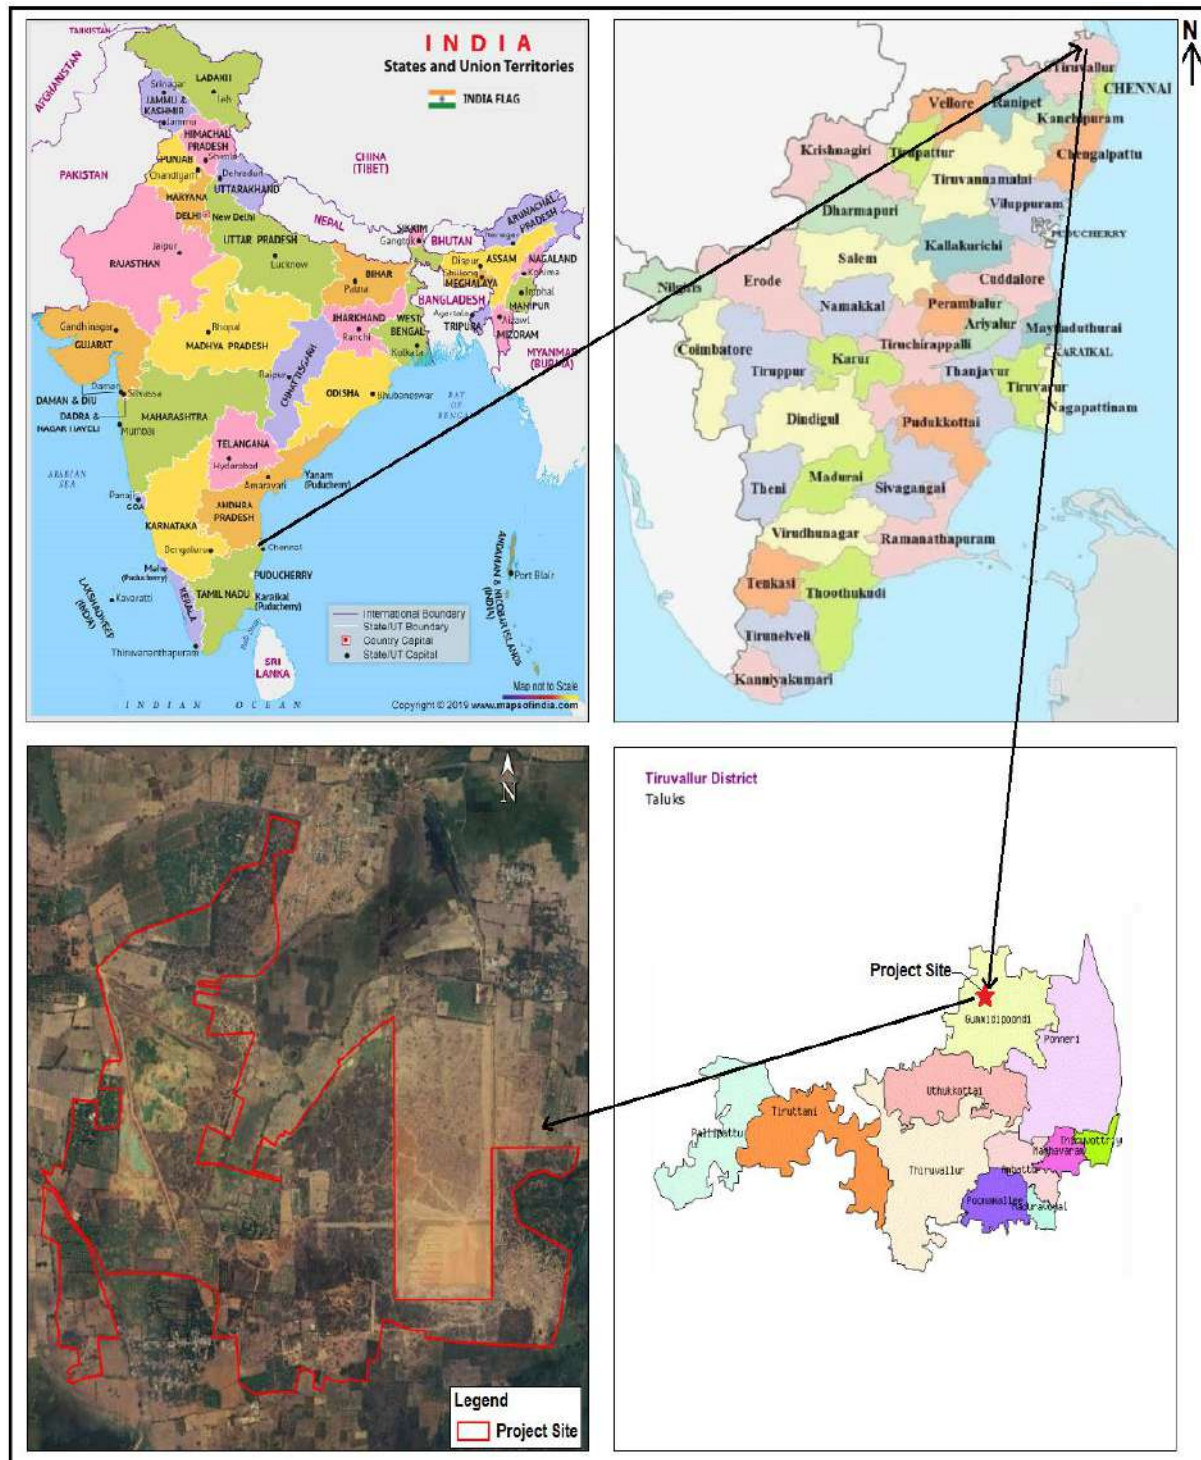 INDIA
States and Union Territories
INDIA FLAG
TAJIKISTAN
AFGHANISTAN
PAKISTAN
CHINA
(TIBET)
NEPAL
BHUTAN
BANGLADESH
MYANMAR
(BURMA)
SRI
LANKA
LADAKH
Leh
Srinagar
JAMMU &
KASHMIR
Jammu
HIMACHAL
PRADESH
Shimla
PUNJAB
Chandigarh
Dehradun
UTTARAKHAND
HARYANA
DELHI
New Delhi
RAJASTHAN
Jaipur
UTTAR PRADESH
Lucknow
BIHAR
Patna
SIKKIM
Gangtok
ARUNACHAL
PRADESH
Itanagar
ASSAM
Dispur
NAGALAND
Kohima
Shillong
MEGHALAYA
Imphal
MANIPUR
Agartala
TRIPURA
Aizawl
MIZORAM
JHARKHAND
Ranchi
WEST
BENGAL
Kolkata
Gandhinagar
GUJARAT
Bhopal
MADHYA PRADESH
CHHATTISGARH
Raipur
ODISHA
Bhubaneswar
Daman
Silvassa
DAMAN & DIU
DADRA &
NAGAR HAVELI
MAHARASHTRA
Mumbai
TELANGANA
Hyderabad
Amaravati
ANDHRA
PRADESH
Yanam
(Puducherry)
Panaji
GOA
KARNATAKA
Bengaluru
Chennai
Mahe
(Puducherry)
PUDUCHERRY
TAMIL NADU
Karaikal
(Puducherry)
KERALA
Thiruvananthapuram
LAKSHADWEEP
(INDIA)
Kavaratti
ANDAMAN & NICOBAR ISLANDS
(INDIA)
Port Blair
ARABIAN
SEA
BAY
OF
BENGAL
INDIAN OCEAN
International Boundary
State/UT Boundary
Country Capital
State/UT Capital
Map not to Scale
Copyright © 2019 www.mapsofindia.com
N
Tiruvallur
CHENNAI
Vellore
Ranipet
Kanchipuram
Krishnagiri
Tirupattur
Chengalpattu
Tiruvannamalai
Dharmapuri
Viluppuram
PUDUCHERRY
Kallakurichi
Salem
Nilgiris
Erode
Cuddalore
Namakkal
Perambalur
Ariyalur
Mayiladuthurai
Coimbatore
Tiruchirappalli
KARAIKAL
Karur
Tiruppur
Thanjavur
Tiruvarur
Nagapattinam
Dindigul
Pudukkottai
Madurai
Theni
Sivagangai
Virudhunagar
Ramanathapuram
Tenkasi
Thoothukudi
Tirunelveli
Kanniyakumari
N
Legend
Project Site
Tiruvallur District
Taluks
Project Site
Gummidipoondi
Ponneri
Uthukkottai
Tiruttani
Pallipattu
Thiruvallur
Madhavaram
Poonamallee
Maduravoyal